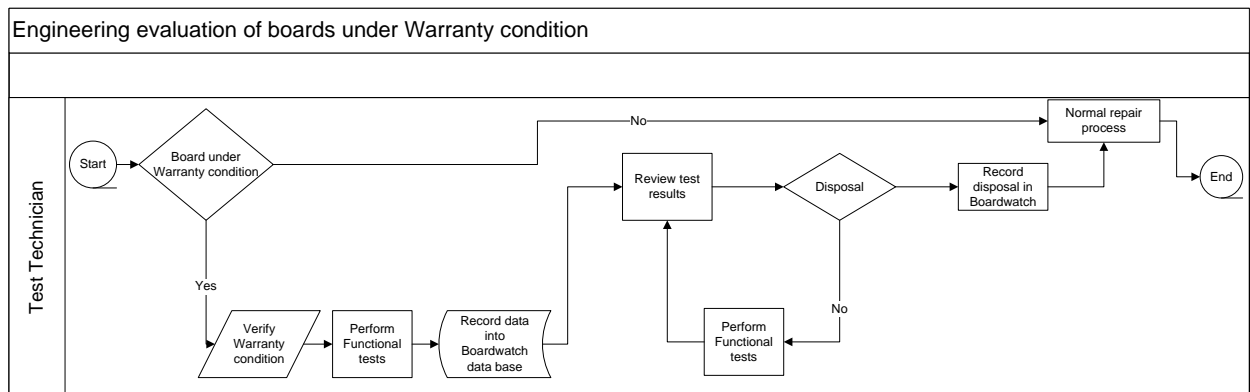 Engineering evaluation of boards under Warranty condition
Test Technician
Start
Board under
Warranty condition
No
Normal repair
process
End
Review test
results
Disposal
Record
disposal in
Boardwatch
Yes
No
Verify
Warranty
condition
Perform
Functional
tests
Record data
into
Boardwatch
data base
Perform
Functional
tests